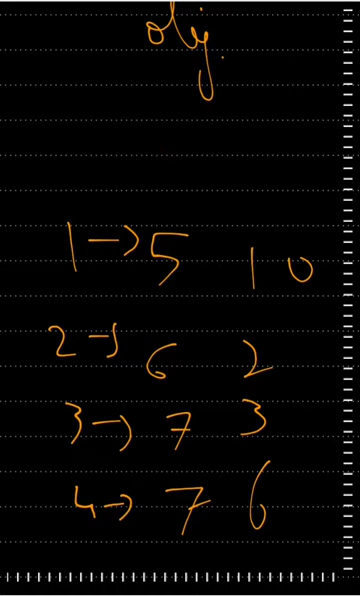 obj.
1 -> 5 10
2 -> 6 2
3 -> 7 3
4 -> 7 6